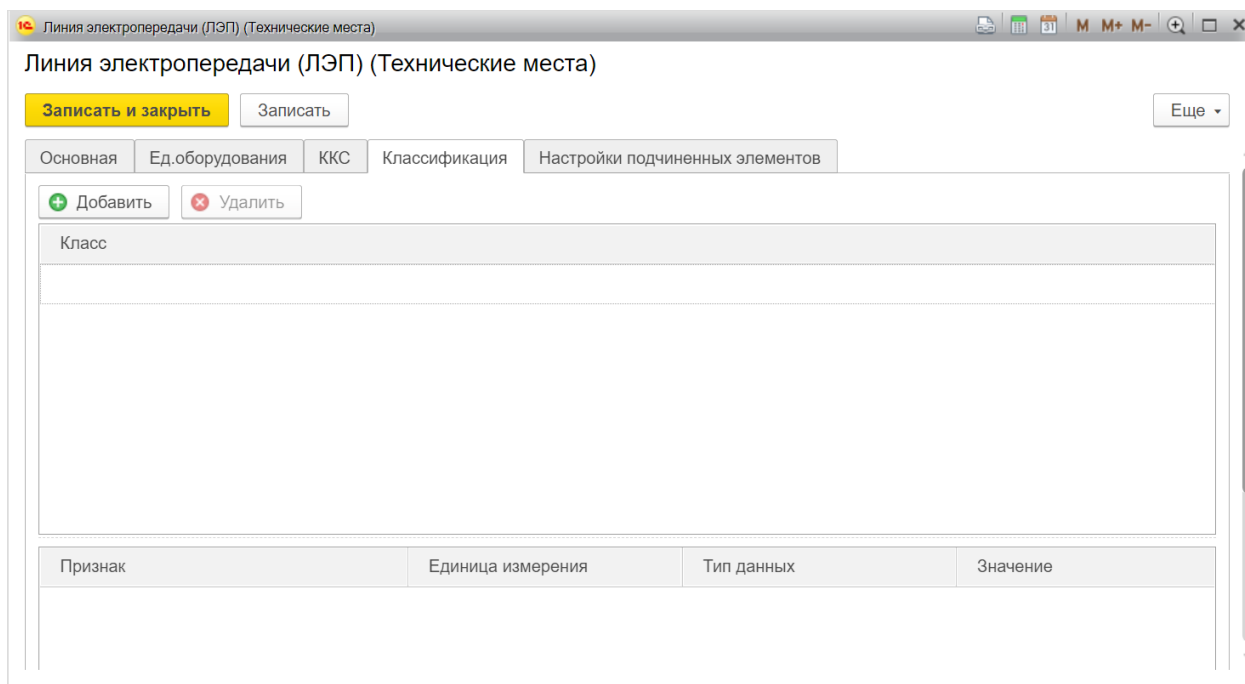 1С Линия электропередачи (ЛЭП) (Технические места) 31 M M+ M-
Линия электропередачи (ЛЭП) (Технические места)
Записать и закрыть Записать Еще
Основная Ед.оборудования ККС Классификация Настройки подчиненных элементов
Добавить Удалить
Класс
Признак Единица измерения Тип данных Значение